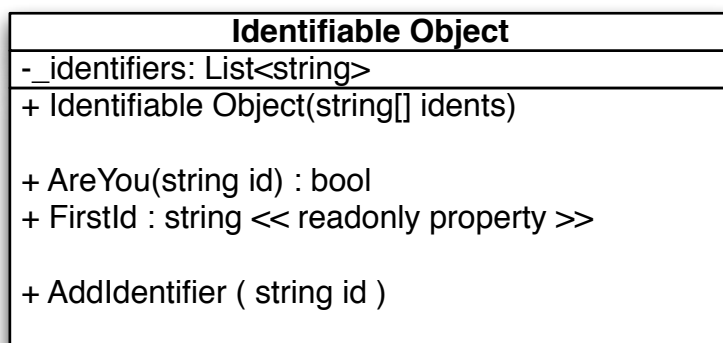 Identifiable Object
-_identifiers: List<string>
+ Identifiable Object(string[] idents)
+ AreYou(string id) : bool
+ FirstId : string << readonly property >>
+ AddIdentifier ( string id )